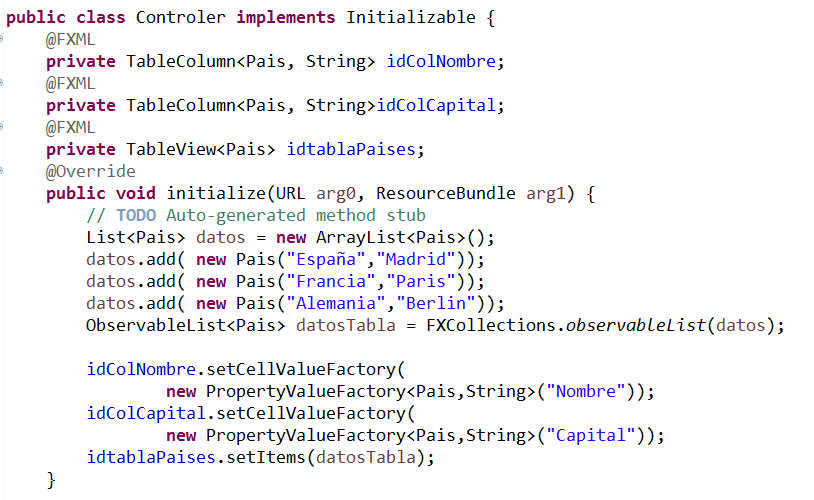 public class Controler implements Initializable {
    @FXML
    private TableColumn<Pais, String> idColNombre;
    @FXML
    private TableColumn<Pais, String>idColCapital;
    @FXML
    private TableView<Pais> idtablaPaises;
    @Override
    public void initialize(URL arg0, ResourceBundle arg1) {
        // TODO Auto-generated method stub
        List<Pais> datos = new ArrayList<Pais>();
        datos.add( new Pais("España","Madrid"));
        datos.add( new Pais("Francia","Paris"));
        datos.add( new Pais("Alemania","Berlin"));
        ObservableList<Pais> datosTabla = FXCollections.observableList(datos);

        idColNombre.setCellValueFactory(
                new PropertyValueFactory<Pais,String>("Nombre"));
        idColCapital.setCellValueFactory(
                new PropertyValueFactory<Pais,String>("Capital"));
        idtablaPaises.setItems(datosTabla);
    }